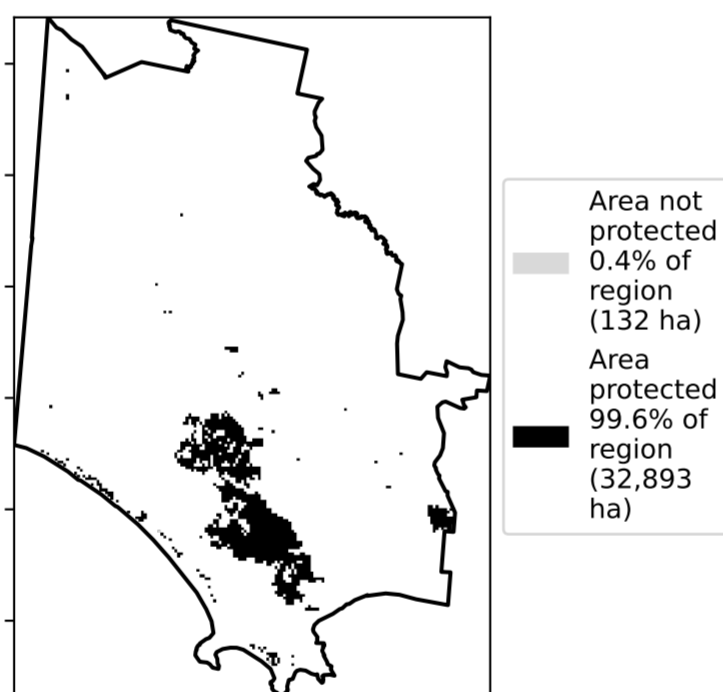 Area not
protected
0.4% of
region
(132 ha)
Area
protected
99.6% of
region
(32,893
ha)